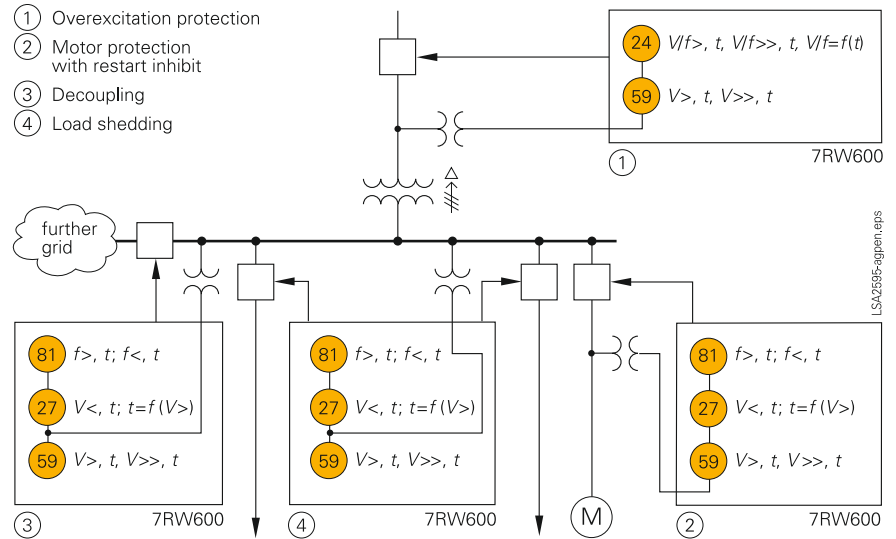 1 Overexcitation protection
2 Motor protection
with restart inhibit
3 Decoupling
4 Load shedding
24 V/f>, t, V/f>>, t, V/f=f(t)
59 V>, t, V>>, t
1 7RW600
further
grid
LSA2595-agpen.eps
81 f>, t; f<, t
27 V<, t; t=f(V>)
59 V>, t, V>>, t
3 7RW600
81 f>, t; f<, t
27 V<, t; t=f(V>)
59 V>, t, V>>, t
4 7RW600
M
81 f>, t; f<, t
27 V<, t; t=f(V>)
59 V>, t, V>>, t
2 7RW600